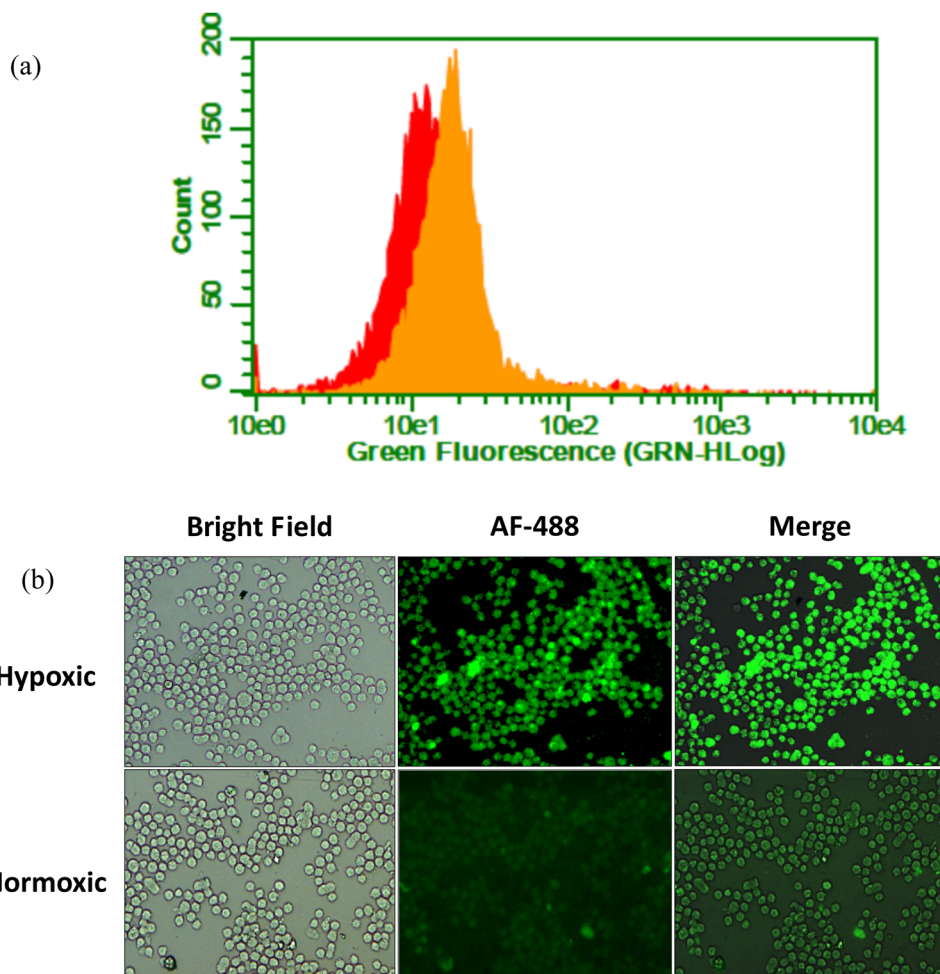 (a)
200
150
100
50
0
Count
10e0 10e1 10e2 10e3 10e4
Green Fluorescence (GRN-HLog)
Bright Field AF-488 Merge
(b)
Hypoxic
Normoxic